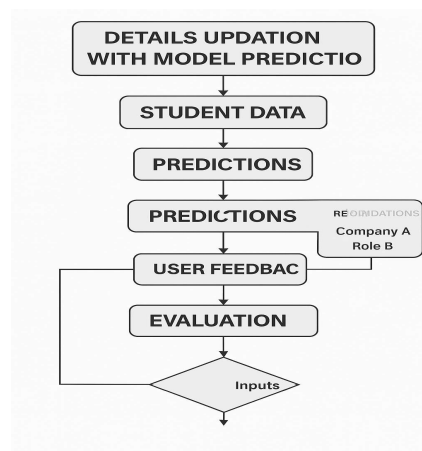 DETAILS UPDATION
WITH MODEL PREDICTIO
STUDENT DATA
PREDICTIONS
PREDICTIONS
Company A
Role B
USER FEEDBAC
EVALUATION
Inputs